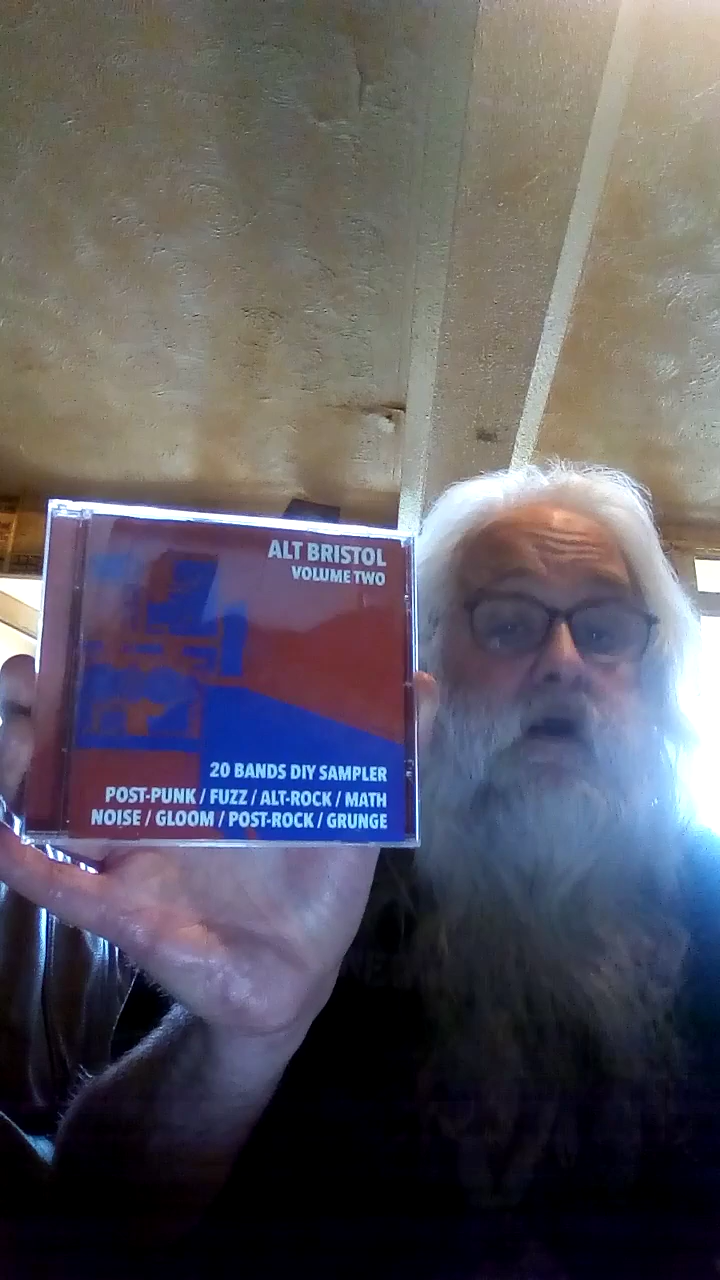 ALT BRISTOL
VOLUME TWO
20 BANDS DIY SAMPLER
POST-PUNK / FUZZ / ALT-ROCK / MATH
NOISE / GLOOM / POST-ROCK / GRUNGE